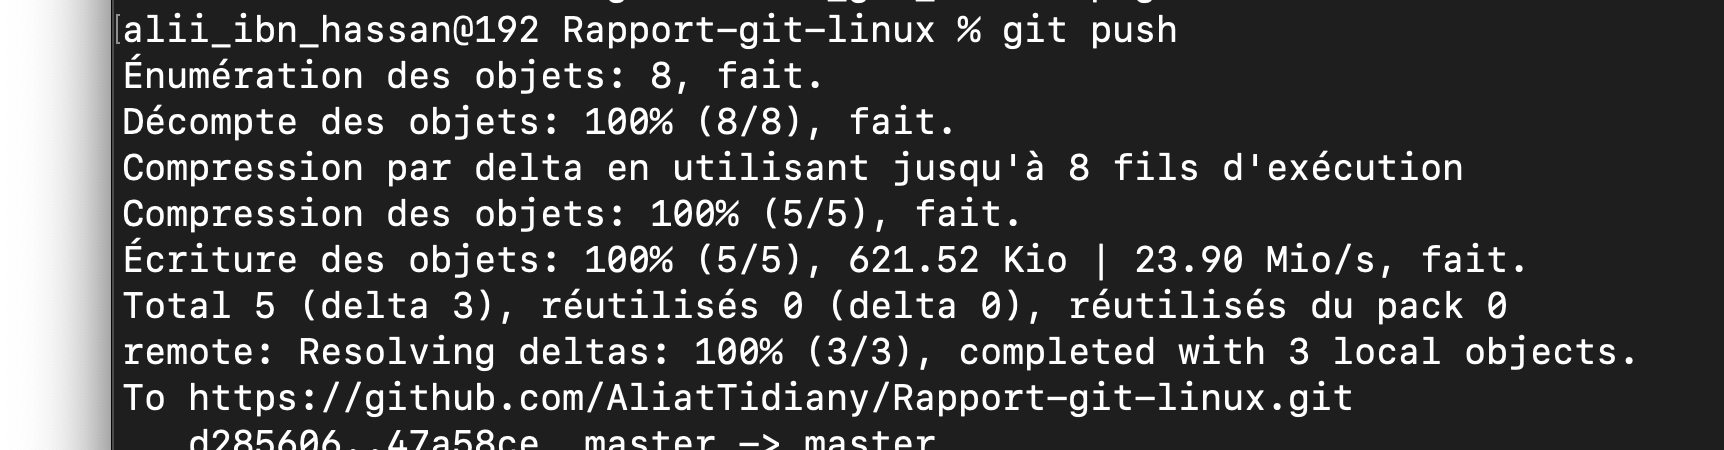 alii_ibn_hassan@192 Rapport-git-linux % git push
Énumération des objets: 8, fait.
Décompte des objets: 100% (8/8), fait.
Compression par delta en utilisant jusqu'à 8 fils d'exécution
Compression des objets: 100% (5/5), fait.
Écriture des objets: 100% (5/5), 621.52 Kio | 23.90 Mio/s, fait.
Total 5 (delta 3), réutilisés 0 (delta 0), réutilisés du pack 0
remote: Resolving deltas: 100% (3/3), completed with 3 local objects.
To https://github.com/AliatTidiany/Rapport-git-linux.git
d285606..47a58ce master -> master